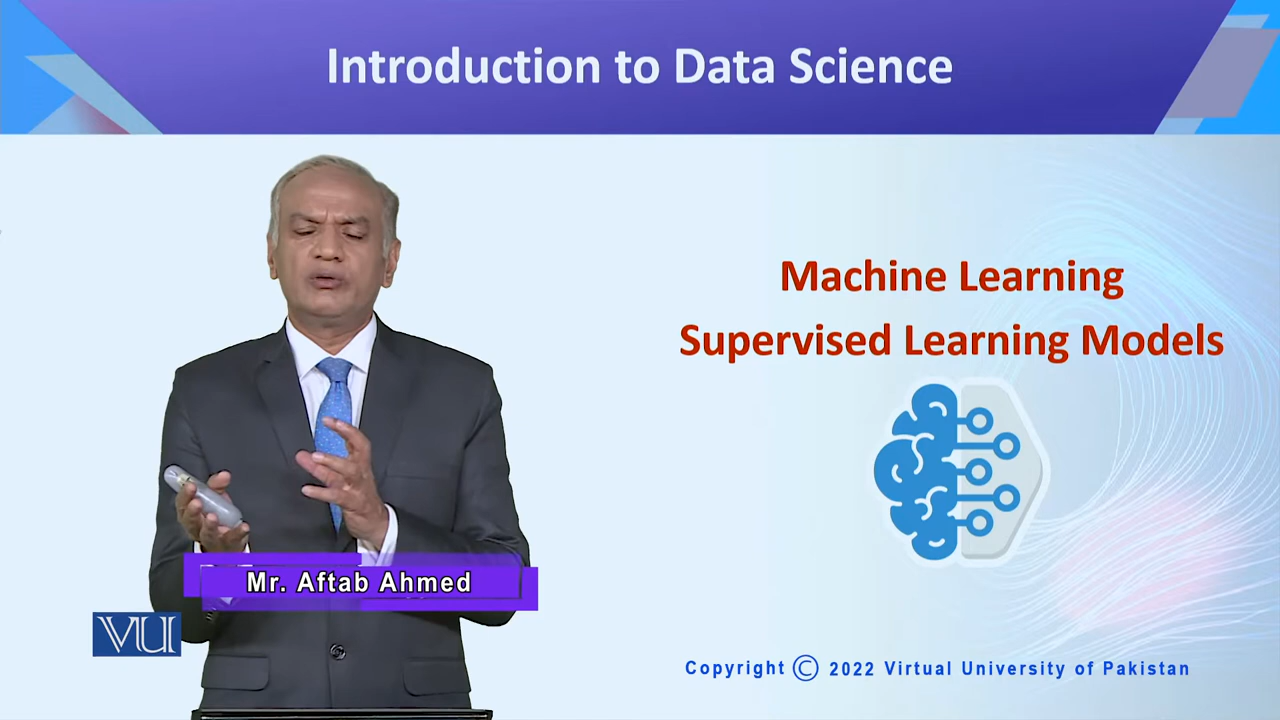 Introduction to Data Science
Machine Learning
Supervised Learning Models
Mr. Aftab Ahmed
VU
Copyright © 2022 Virtual University of Pakistan